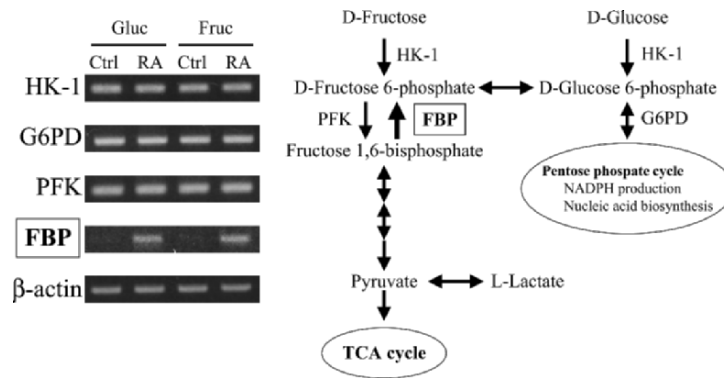 Gluc Fruc
Ctrl RA Ctrl RA
HK-1
G6PD
PFK
FBP
β-actin
D-Fructose
HK-1
D-Fructose 6-phosphate
PFK
FBP
Fructose 1,6-bisphosphate
Pyruvate
L-Lactate
TCA cycle
D-Glucose
HK-1
D-Glucose 6-phosphate
G6PD
Pentose phospate cycle
NADPH production
Nucleic acid biosynthesis